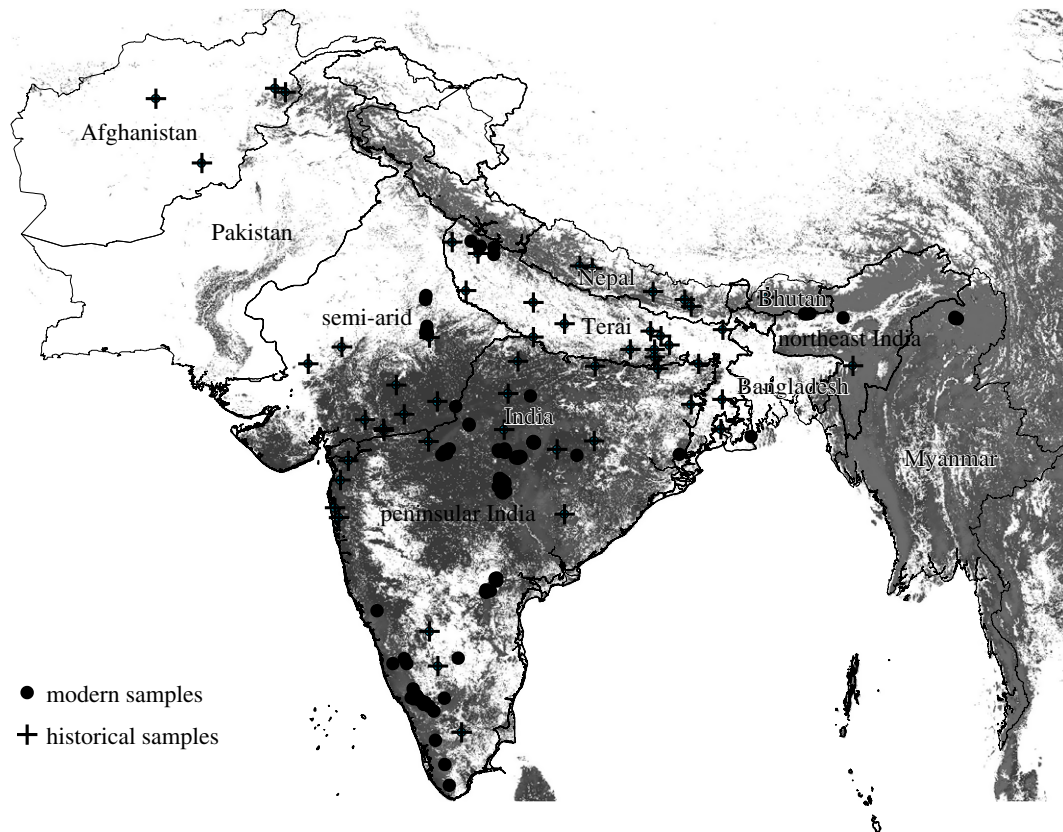 Afghanistan
Pakistan
Nepal
Bhutan
semi-arid
Terai
northeast India
Bangladesh
India
Myanmar
peninsular India
modern samples
historical samples